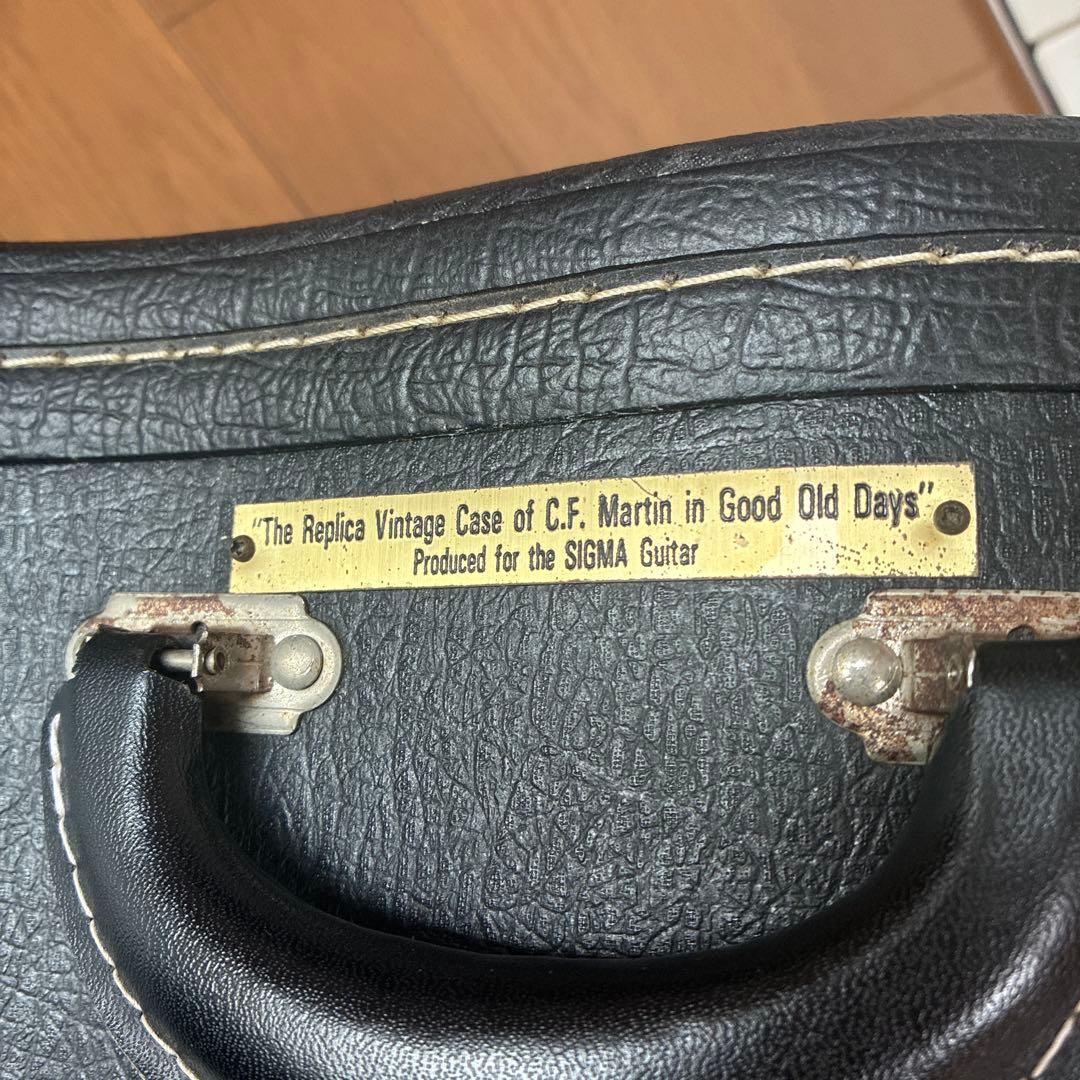 "The Replica Vintage Case of C.F. Martin in Good Old Days"
Produced for the SIGMA Guitar